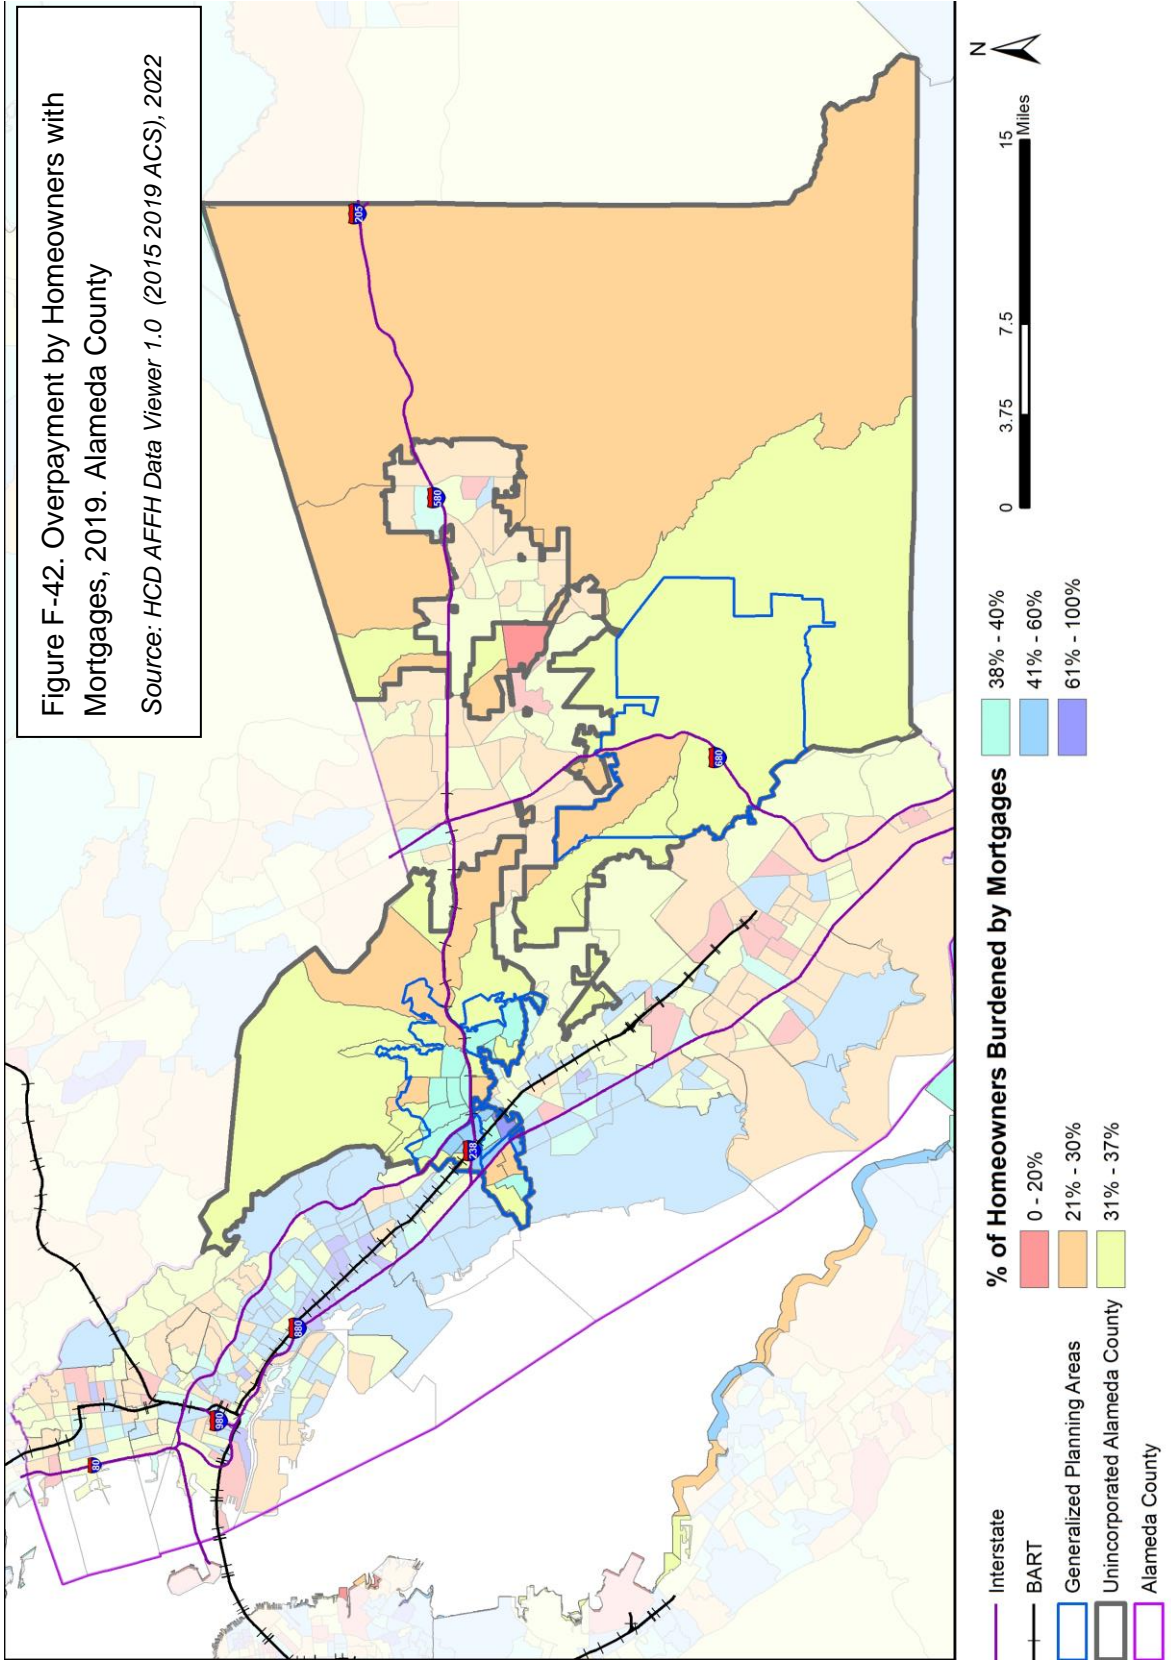 Figure F-42. Overpayment by Homeowners with
Mortgages, 2019. Alameda County
Source: HCD AFFH Data Viewer 1.0 (2015 2019 ACS), 2022
80
980
880
238
580
205
680
Interstate
BART
Generalized Planning Areas
Unincorporated Alameda County
Alameda County
% of Homeowners Burdened by Mortgages
0 - 20%
21% - 30%
31% - 37%
38% - 40%
41% - 60%
61% - 100%
0 3.75 7.5 15
Miles
N